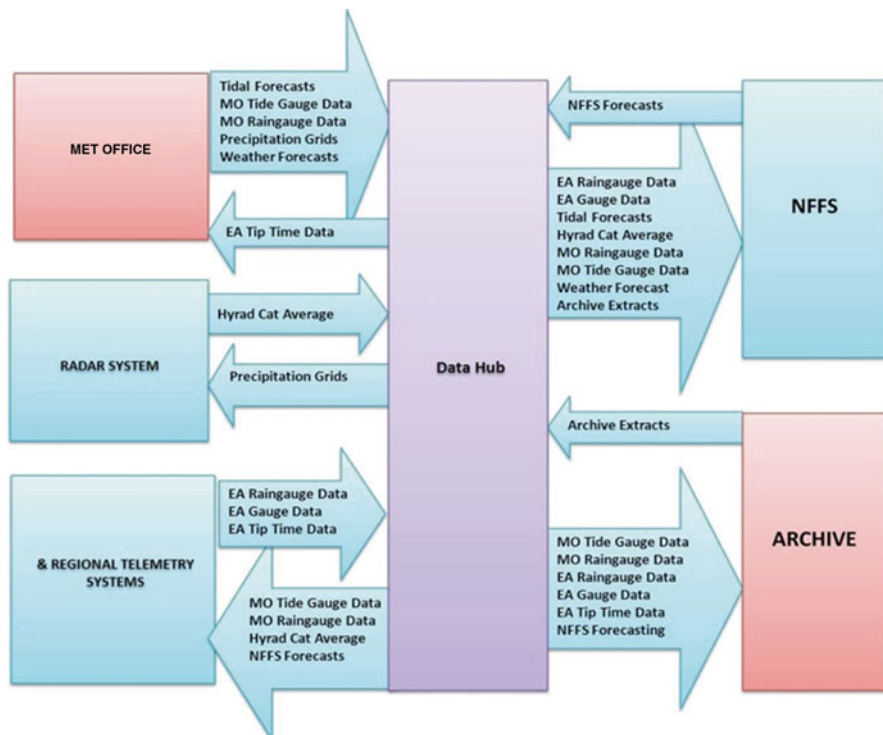 MET OFFICE
Tidal Forecasts
MO Tide Gauge Data
MO Raingauge Data
Precipitation Grids
Weather Forecasts
EA Tip Time Data
RADAR SYSTEM
Hyrad Cat Average
Precipitation Grids
& REGIONAL TELEMETRY
SYSTEMS
EA Raingauge Data
EA Gauge Data
EA Tip Time Data
MO Tide Gauge Data
MO Raingauge Data
Hyrad Cat Average
NFFS Forecasts
Data Hub
NFFS Forecasts
EA Raingauge Data
EA Gauge Data
Tidal Forecasts
Hyrad Cat Average
MO Raingauge Data
MO Tide Gauge Data
Weather Forecast
Archive Extracts
NFFS
Archive Extracts
MO Tide Gauge Data
MO Raingauge Data
EA Raingauge Data
EA Gauge Data
EA Tip Time Data
NFFS Forecasting
ARCHIVE